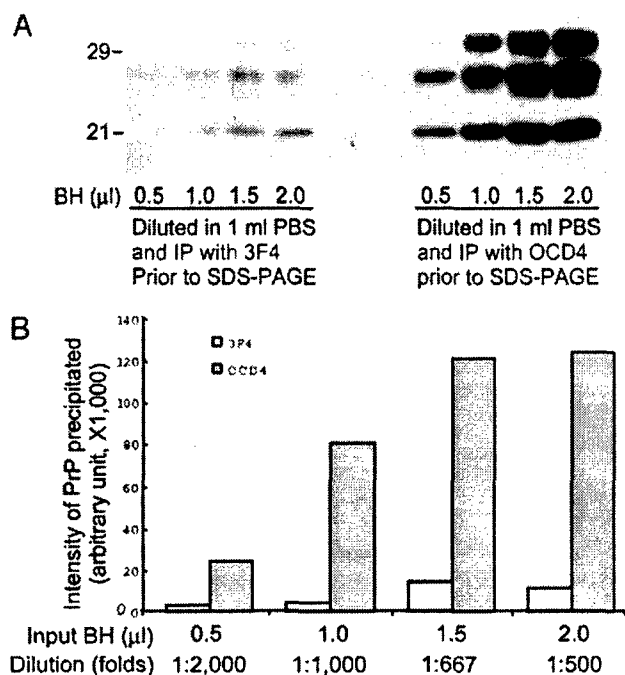 A
29-
21-
BH (µl) 0.5 1.0 1.5 2.0 0.5 1.0 1.5 2.0
Diluted in 1 ml PBS
and IP with 3F4
Prior to SDS-PAGE
Diluted in 1 ml PBS
and IP with OCD4
prior to SDS-PAGE
B
Intensity of PrP precipitated
(arbitrary unit, X1,000)
140
120
100
80
60
40
20
0 0
3F4
OCD4
Input BH (µl) 0.5 1.0 1.5 2.0
Dilution (folds) 1:2,000 1:1,000 1:667 1:500